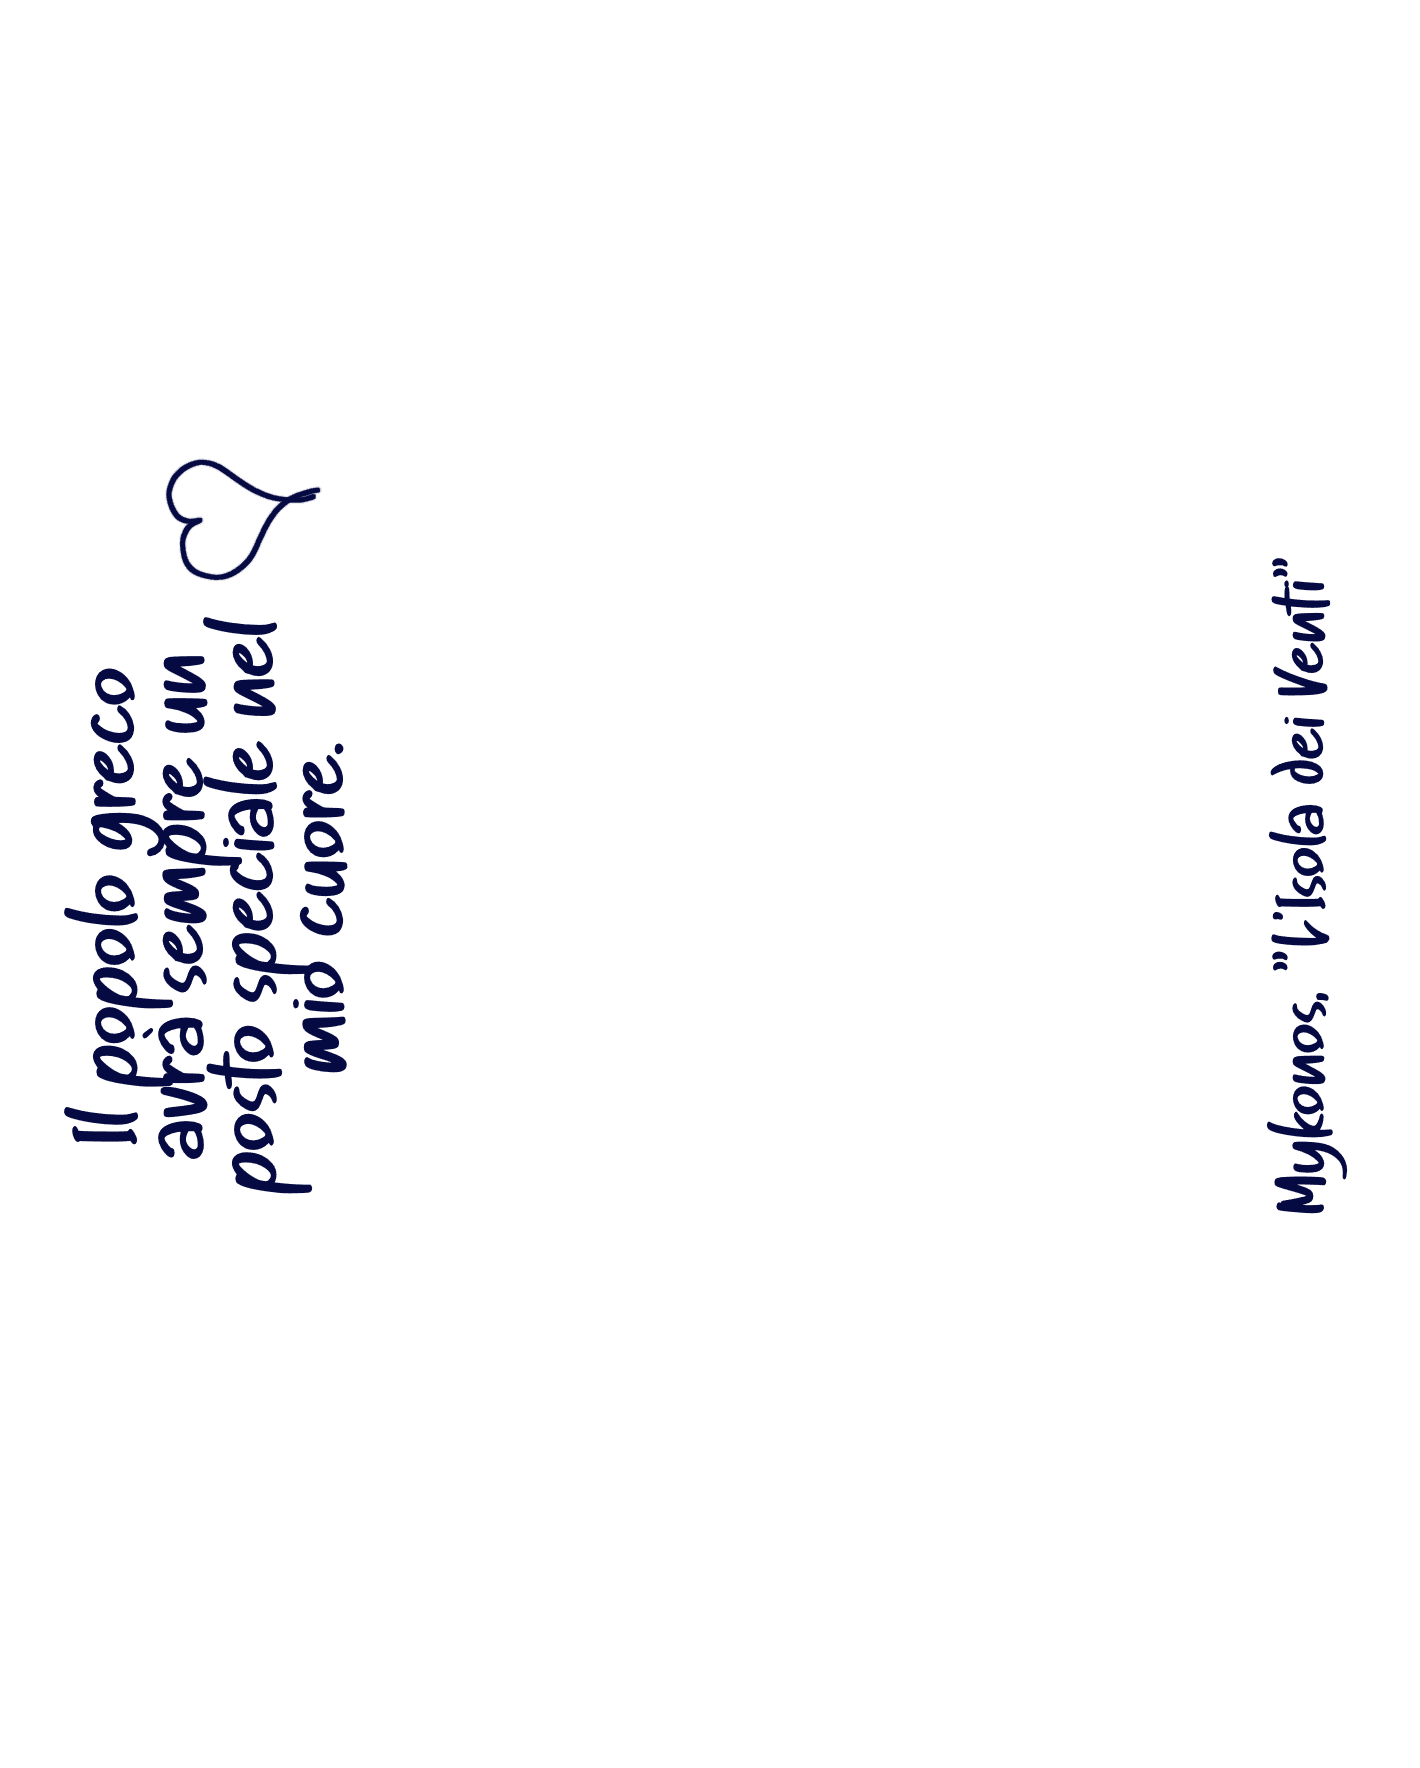 Il popolo greco
avrà sempre un
posto speciale nel
mio cuore.
Mykonos, "l'Isola dei Venti"